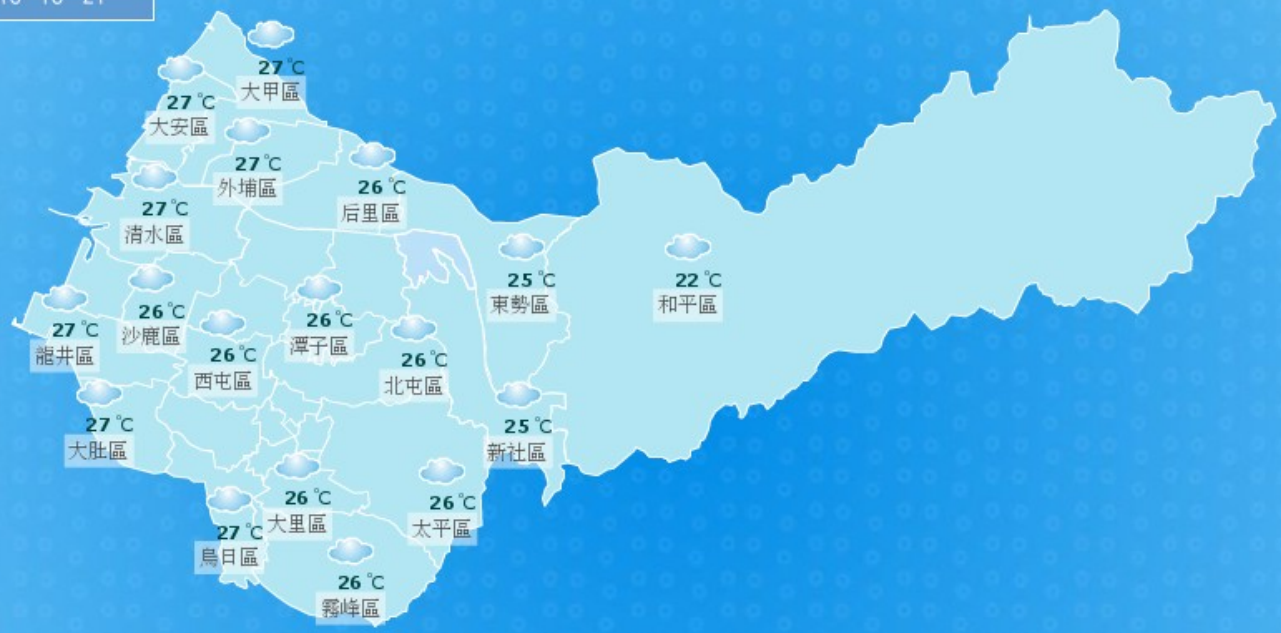 27 °C
大甲區
27 °C
大安區
27 °C
外埔區
26 °C
后里區
27 °C
清水區
25 °C
東勢區
22 °C
和平區
26 °C
沙鹿區
27 °C
龍井區
26 °C
潭子區
26 °C
西屯區
26 °C
北屯區
27 °C
大肚區
25 °C
新社區
26 °C
大里區
26 °C
太平區
27 °C
烏日區
26 °C
霧峰區